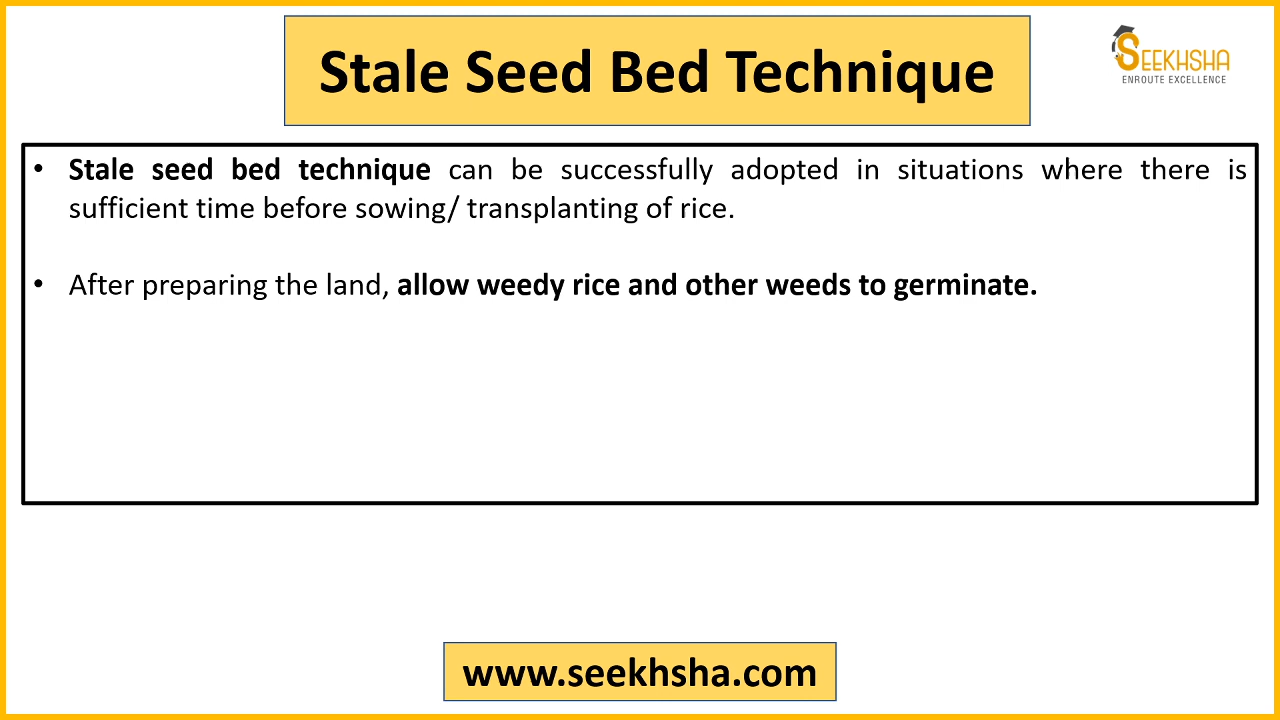 Stale Seed Bed Technique
SEEKHSHA
ENROUTE EXCELLENCE
• Stale seed bed technique can be successfully adopted in situations where there is
sufficient time before sowing/ transplanting of rice.
• After preparing the land, allow weedy rice and other weeds to germinate.
www.seekhsha.com